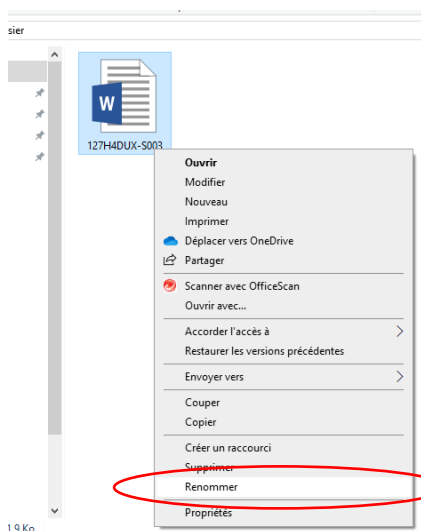 sier
W
127H4DUX-S003
Ouvrir
Modifier
Nouveau
Imprimer
Déplacer vers OneDrive
Partager
Scanner avec OfficeScan
Ouvrir avec...
Accorder l'accès à
Restaurer les versions précédentes
Envoyer vers
Couper
Copier
Créer un raccourci
Supprimer
Renommer
Propriétés
1,9 Ko